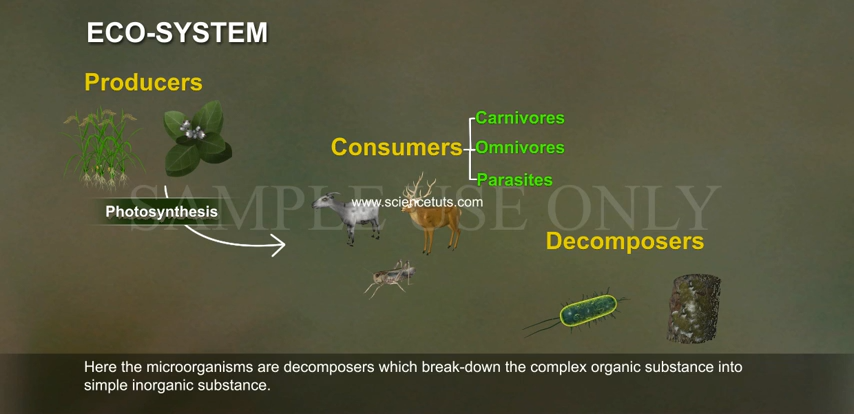 ECO-SYSTEM
Producers
Photosynthesis
Consumers
Carnivores
Omnivores
Parasites
SAMPLE USE ONLY
www.sciencetuts.com
Decomposers
Here the microorganisms are decomposers which break-down the complex organic substance into
simple inorganic substance.